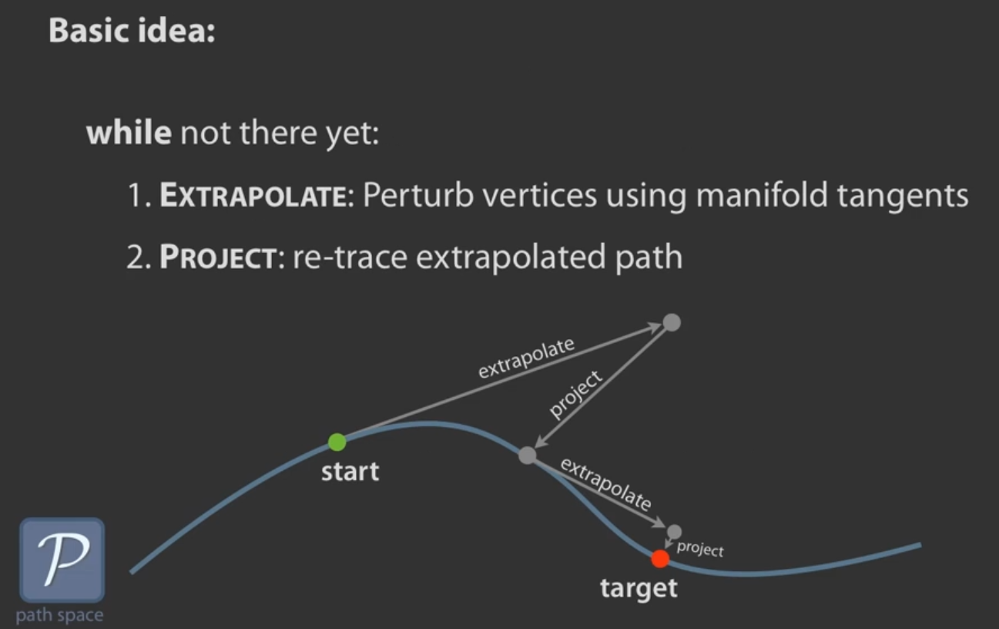 Basic idea:
while not there yet:
1. EXTRAPOLATE: Perturb vertices using manifold tangents
2. PROJECT: re-trace extrapolated path
extrapolate
project
start
extrapolate
project
target
P
path space